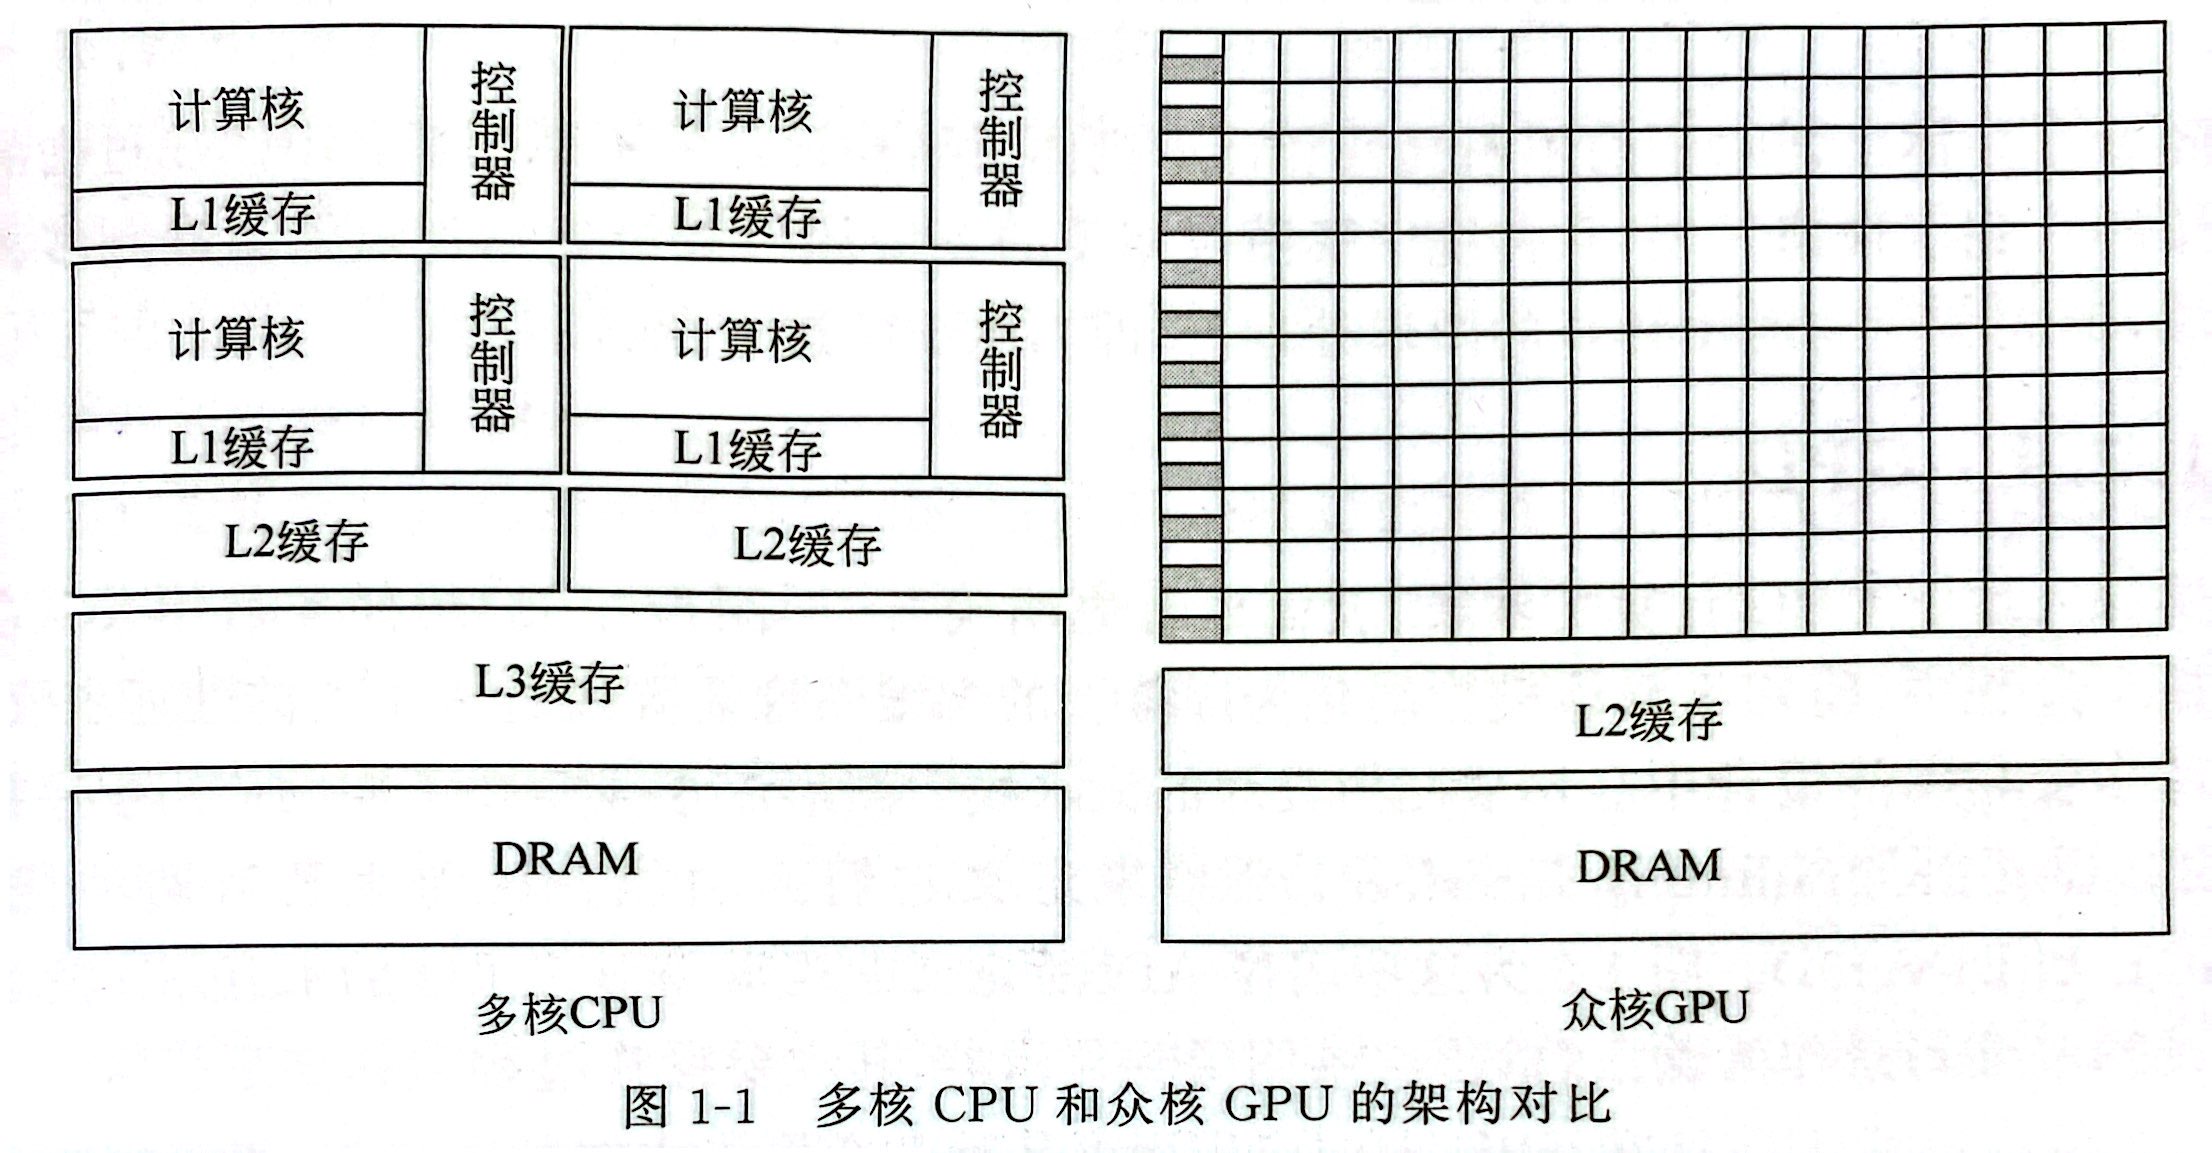 计算核
控制器
计算核
控制器
L1缓存
L1缓存
计算核
控制器
计算核
控制器
L1缓存
L1缓存
L2缓存
L2缓存
L3缓存
DRAM
多核CPU
L2缓存
DRAM
众核GPU
图 1-1 多核 CPU 和众核 GPU 的架构对比